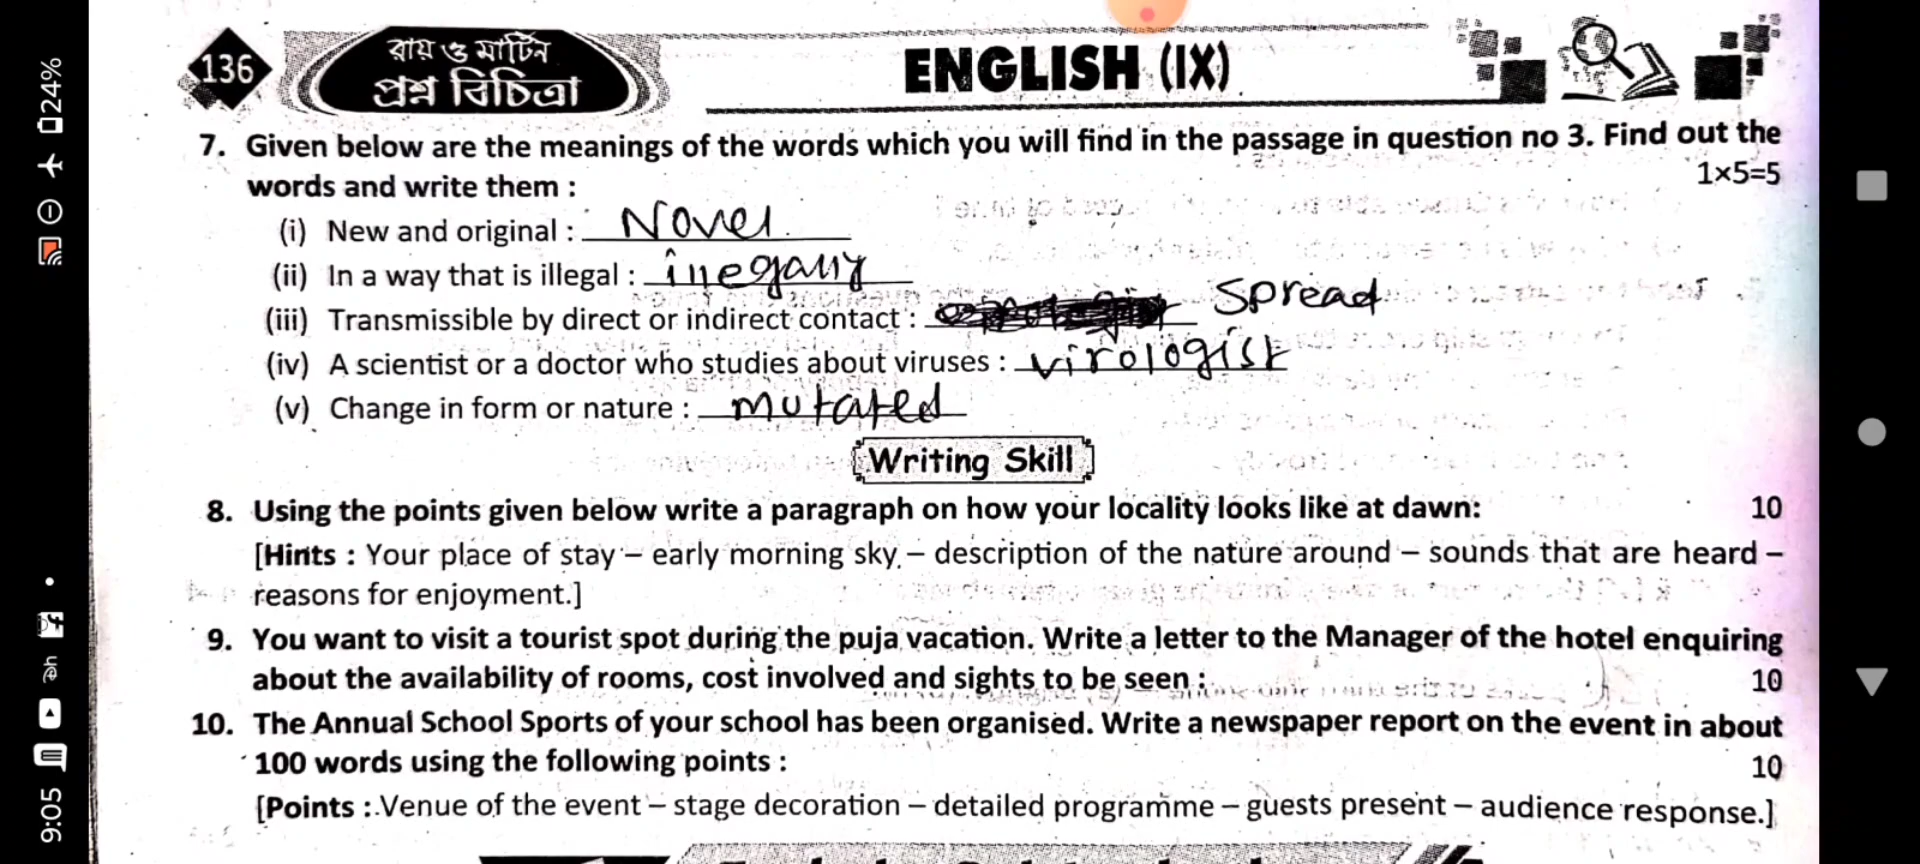 136
রায় ও মার্টিন
প্রশ্ন বিচিত্রা
ENGLISH (IX)
7. Given below are the meanings of the words which you will find in the passage in question no 3. Find out the
words and write them : 1×5=5
(i) New and original : Novel.
(ii) In a way that is illegal : illegally
(iii) Transmissible by direct or indirect contact : Spread
(iv) A scientist or a doctor who studies about viruses : virologist
(v) Change in form or nature : mutated
Writing Skill
8. Using the points given below write a paragraph on how your locality looks like at dawn: 10
[Hints : Your place of stay – early morning sky – description of the nature around – sounds that are heard –
reasons for enjoyment.]
9. You want to visit a tourist spot during the puja vacation. Write a letter to the Manager of the hotel enquiring
about the availability of rooms, cost involved and sights to be seen : 10
10. The Annual School Sports of your school has been organised. Write a newspaper report on the event in about
100 words using the following points : 10
[Points : Venue of the event – stage decoration – detailed programme – guests present – audience response.]
24%
9:05